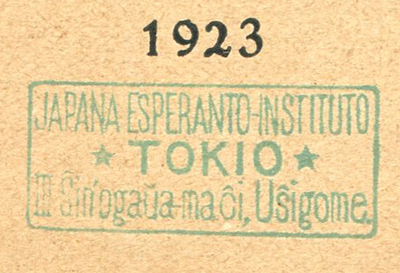 1923
JAPANA ESPERANTO-INSTITUTO
★ TOKIO ★
III Ŝin'ogaŭa-maĉi, Uŝigome.